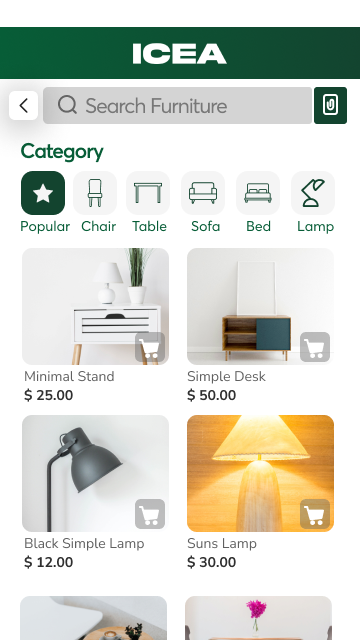 ICEA
Search Furniture
Category
Popular Chair Table Sofa Bed Lamp
Minimal Stand Simple Desk
$ 25.00 $ 50.00
Black Simple Lamp Suns Lamp
$ 12.00 $ 30.00